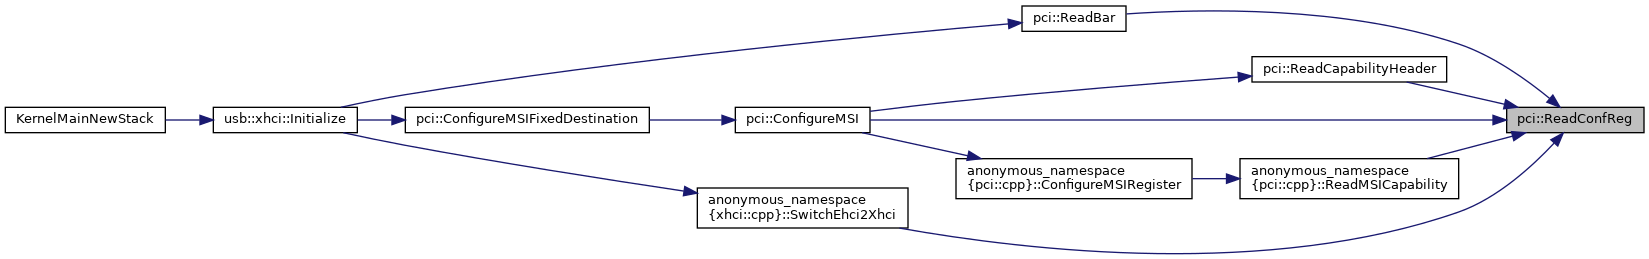 pci::ReadBar
pci::ReadCapabilityHeader
KernelMainNewStack
usb::xhci::Initialize
pci::ConfigureMSIFixedDestination
pci::ConfigureMSI
pci::ReadConfReg
anonymous_namespace
{pci::cpp}::ConfigureMSIRegister
anonymous_namespace
{pci::cpp}::ReadMSICapability
anonymous_namespace
{xhci::cpp}::SwitchEhci2Xhci